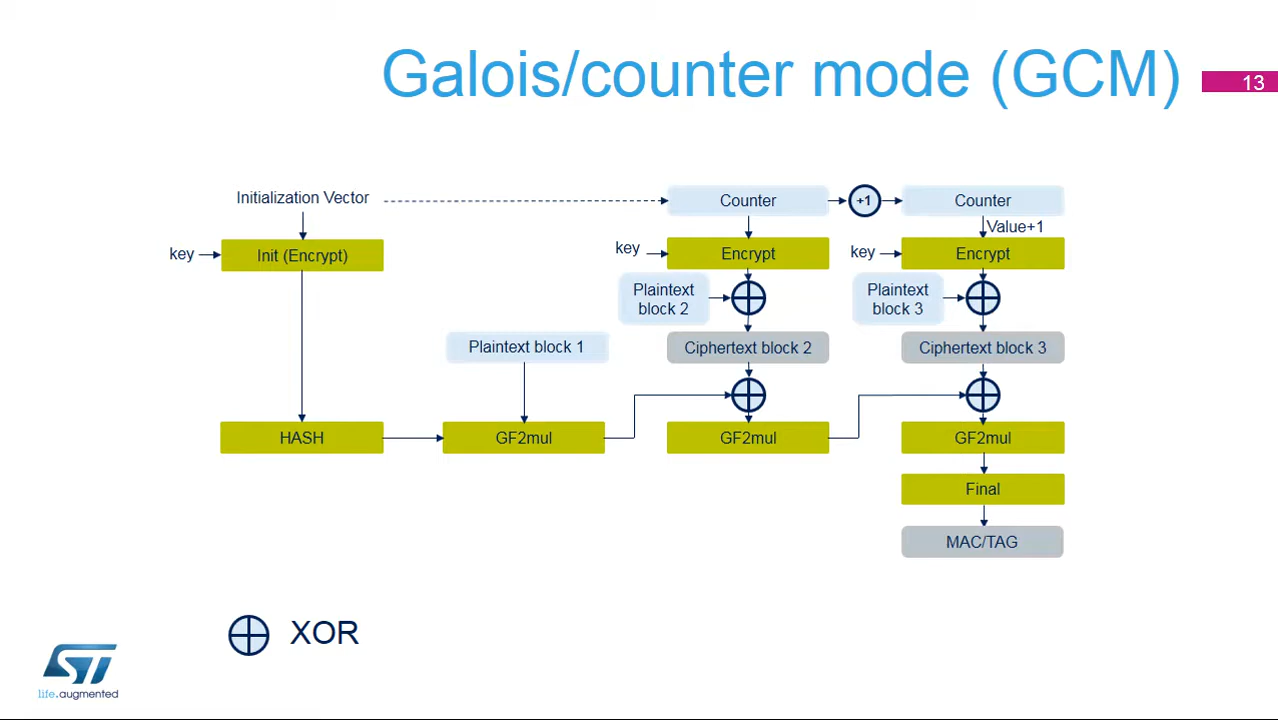 Galois/counter mode (GCM)
13
Initialization Vector
Counter
+1
Counter
Value+1
key
Init (Encrypt)
key
Encrypt
key
Encrypt
Plaintext
block 2
Plaintext
block 3
Plaintext block 1
Ciphertext block 2
Ciphertext block 3
HASH
GF2mul
GF2mul
GF2mul
Final
MAC/TAG
XOR
ST
life.augmented